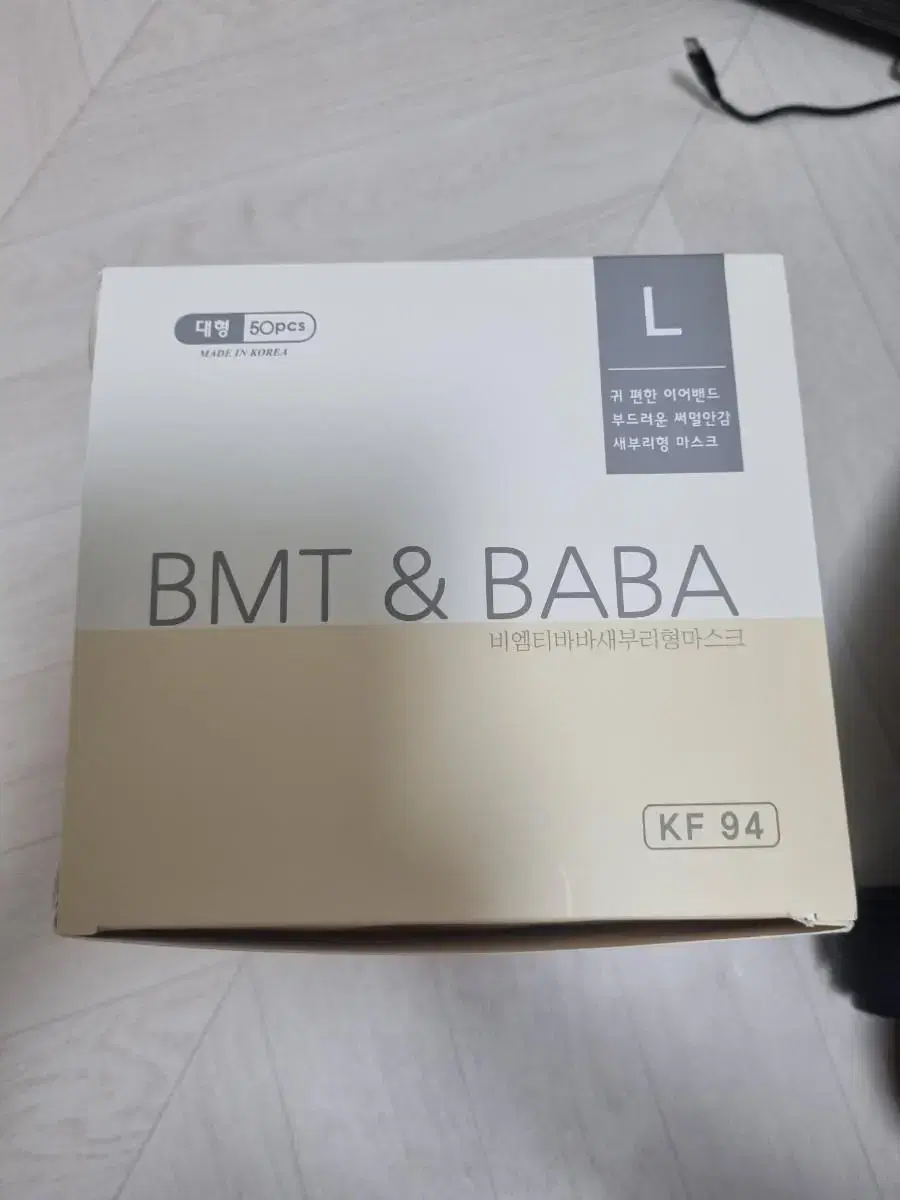 대형 50pcs
MADE IN KOREA
L
귀 편한 이어밴드
부드러운 써멀안감
새부리형 마스크
BMT & BABA
비엠티바바새부리형마스크
KF 94